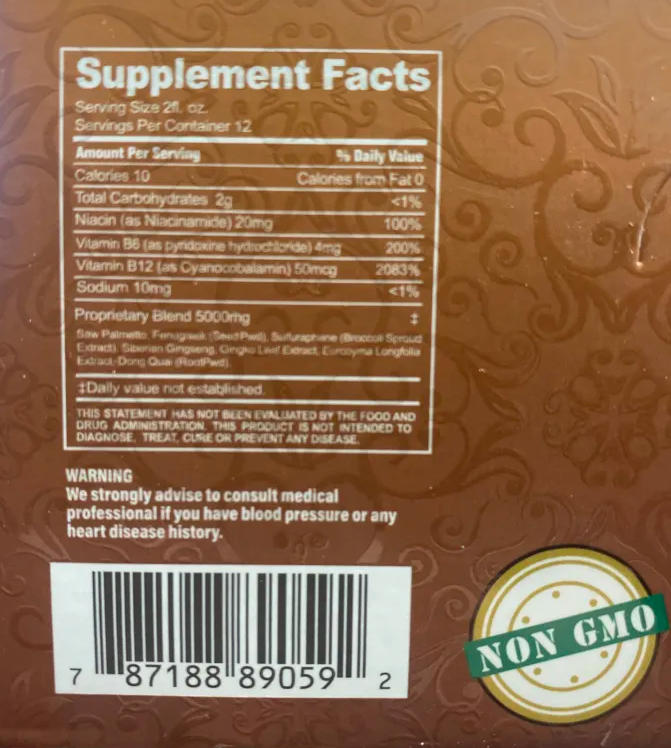 Supplement Facts
Serving Size 2fl. oz.
Servings Per Container 12
Amount Per Serving % Daily Value
Calories 10 Calories from Fat 0
Total Carbohydrates 2g <1%
Niacin (as Niacinamide) 20mg 100%
Vitamin B6 (as pyridoxine hydrochloride) 4mg 200%
Vitamin B12 (as Cyanocobalamin) 50mcg 2083%
Sodium 10mg <1%
Proprietary Blend 5000mg ‡
Saw Palmetto, Fenugreek (Seed Pwd), Sulfuraphane (Broccoli Sproud
Extract), Siberian Gingseng, Gingko Leaf Extract, Eurcoyma Longfolia
Extract, Dong Quai (RootPwd).
‡Daily value not established.
THIS STATEMENT HAS NOT BEEN EVALUATED BY THE FOOD AND
DRUG ADMINISTRATION. THIS PRODUCT IS NOT INTENDED TO
DIAGNOSE, TREAT, CURE OR PREVENT ANY DISEASE.
WARNING
We strongly advise to consult medical
professional if you have blood pressure or any
heart disease history.
7 87188 89059 2
NON GMO